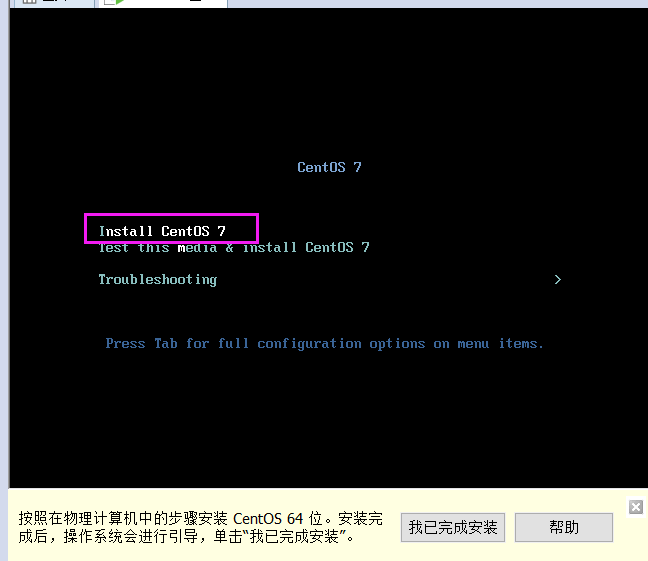 CentOS 7
Install CentOS 7
Test this media & install CentOS 7
Troubleshooting >
Press Tab for full configuration options on menu items.
按照在物理计算机中的步骤安装 CentOS 64 位。安装完
成后，操作系统会进行引导，单击“我已完成安装”。
我已完成安装
帮助